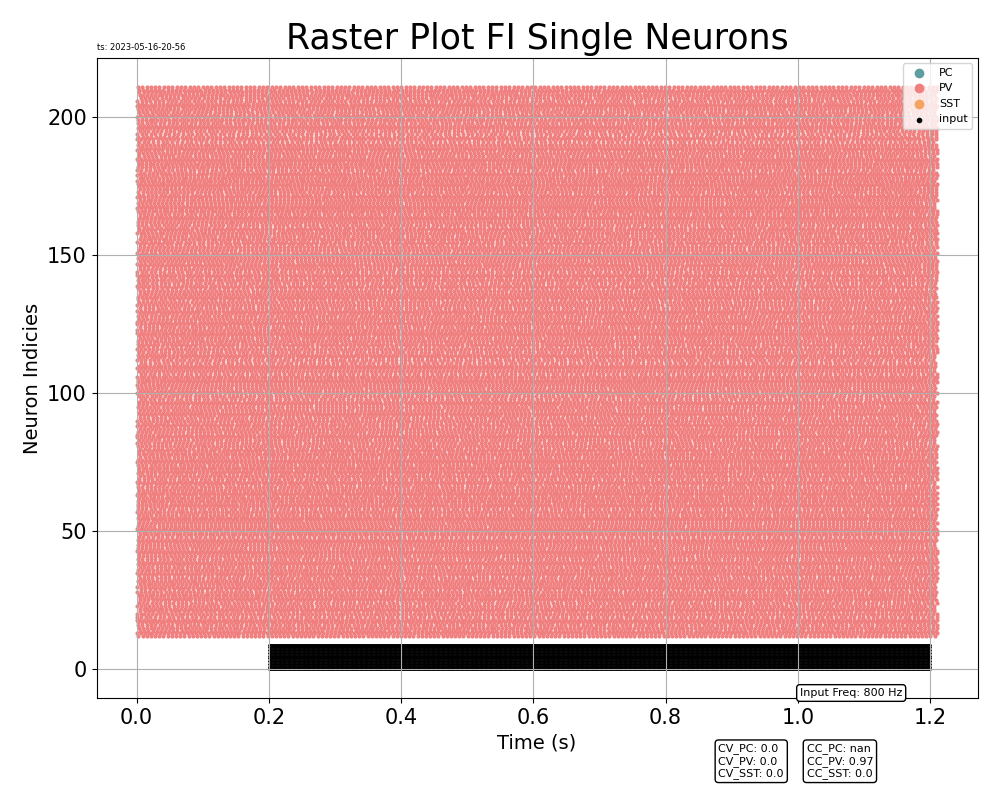 Raster Plot FI Single Neurons
ts: 2023-05-16-20-56
PC
PV
SST
input
200
150
100
50
0
Neuron Indicies
Input Freq: 800 Hz
0.0 0.2 0.4 0.6 0.8 1.0 1.2
Time (s)
CV_PC: 0.0
CV_PV: 0.0
CV_SST: 0.0
CC_PC: nan
CC_PV: 0.97
CC_SST: 0.0